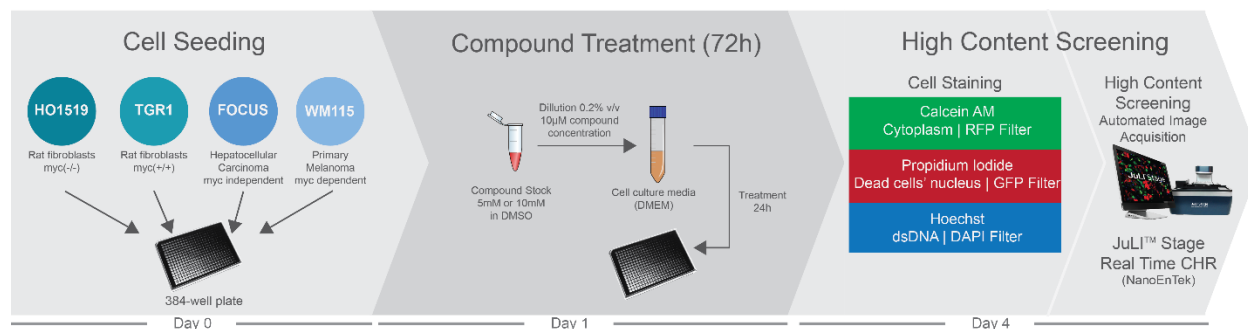 Cell Seeding
HO1519
TGR1
FOCUS
WM115
Rat fibroblasts
myc(-/-)
Rat fibroblasts
myc(+/+)
Hepatocellular
Carcinoma
myc independent
Primary
Melanoma
myc dependent
384-well plate
Day 0
Compound Treatment (72h)
Dillution 0.2% v/v
10µM compound
concentration
Compound Stock
5mM or 10mM
in DMSO
Cell culture media
(DMEM)
Treatment
24h
Day 1
High Content Screening
Cell Staining
Calcein AM
Cytoplasm | RFP Filter
Propidium Iodide
Dead cells' nucleus | GFP Filter
Hoechst
dsDNA | DAPI Filter
High Content
Screening
Automated Image
Acquisition
JuLI Stage
JuLI™ Stage
Real Time CHR
(NanoEnTek)
Day 4